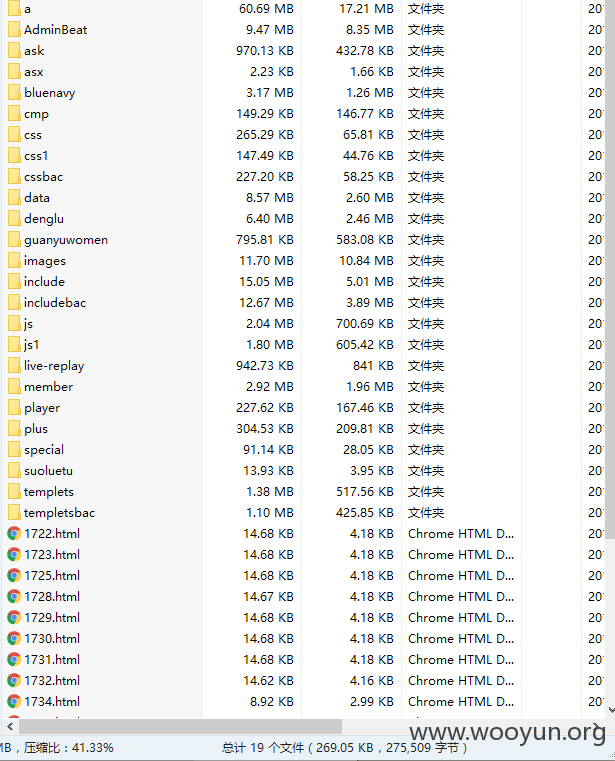 a 60.69 MB 17.21 MB 文件夹 20
AdminBeat 9.47 MB 8.35 MB 文件夹 20
ask 970.13 KB 432.78 KB 文件夹 20
asx 2.23 KB 1.66 KB 文件夹 20
bluenavy 3.17 MB 1.26 MB 文件夹 20
cmp 149.29 KB 146.77 KB 文件夹 20
css 265.29 KB 65.81 KB 文件夹 20
css1 147.49 KB 44.76 KB 文件夹 20
cssbac 227.20 KB 58.25 KB 文件夹 20
data 8.57 MB 2.60 MB 文件夹 20
denglu 6.40 MB 2.46 MB 文件夹 20
guanyuwomen 795.81 KB 583.08 KB 文件夹 20
images 11.70 MB 10.84 MB 文件夹 20
include 15.05 MB 5.01 MB 文件夹 20
includebac 12.67 MB 3.89 MB 文件夹 20
js 2.04 MB 700.69 KB 文件夹 20
js1 1.80 MB 605.42 KB 文件夹 20
live-replay 942.73 KB 841 KB 文件夹 20
member 2.92 MB 1.96 MB 文件夹 20
player 227.62 KB 167.46 KB 文件夹 20
plus 304.53 KB 209.81 KB 文件夹 20
special 91.14 KB 28.05 KB 文件夹 20
suoluetu 13.93 KB 3.95 KB 文件夹 20
templets 1.38 MB 517.56 KB 文件夹 20
templetsbac 1.10 MB 425.85 KB 文件夹 20
1722.html 14.68 KB 4.18 KB Chrome HTML D... 20
1723.html 14.68 KB 4.18 KB Chrome HTML D... 20
1725.html 14.68 KB 4.18 KB Chrome HTML D... 20
1728.html 14.67 KB 4.18 KB Chrome HTML D... 20
1729.html 14.68 KB 4.18 KB Chrome HTML D... 20
1730.html 14.68 KB 4.18 KB Chrome HTML D... 20
1731.html 14.68 KB 4.18 KB Chrome HTML D... 20
1732.html 14.62 KB 4.16 KB Chrome HTML D... 20
1734.html 8.92 KB 2.99 KB Chrome HTML D... 20
www.wooyun.org
MB，压缩比：41.33% 总计 19 个文件（269.05 KB，275,509 字节）